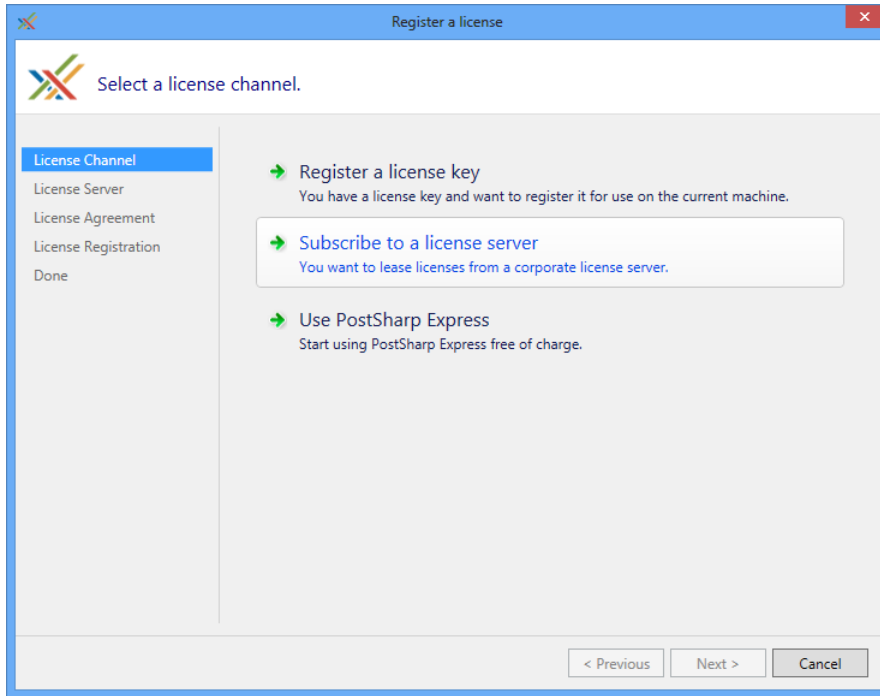 Register a license
Select a license channel.
License Channel
License Server
License Agreement
License Registration
Done
Register a license key
You have a license key and want to register it for use on the current machine.
Subscribe to a license server
You want to lease licenses from a corporate license server.
Use PostSharp Express
Start using PostSharp Express free of charge.
< Previous
Next >
Cancel